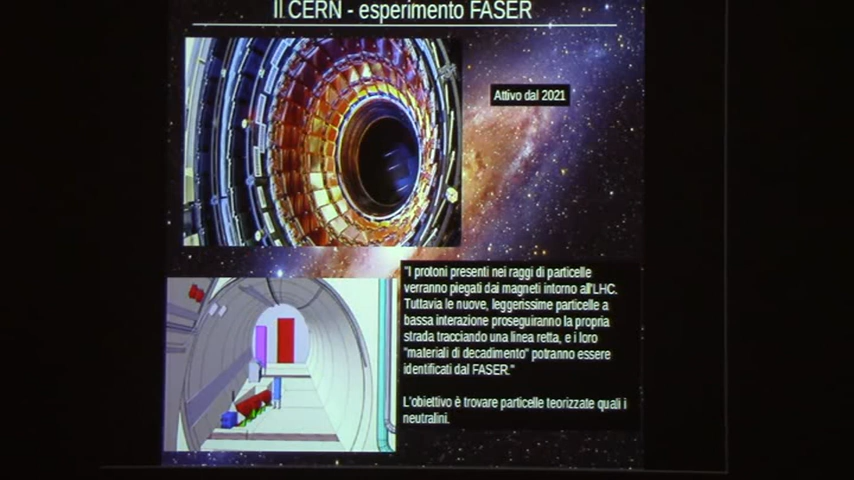 Il CERN - esperimento FASER
Attivo dal 2021
"I protoni presenti nei raggi di particelle
verranno piegati dai magneti intorno all'LHC.
Tuttavia le nuove, leggerissime particelle a
bassa interazione proseguiranno la propria
strada tracciando una linea retta, e i loro
"materiali di decadimento" potranno essere
identificati dal FASER."
L'obiettivo è trovare particelle teorizzate quali i
neutralini.